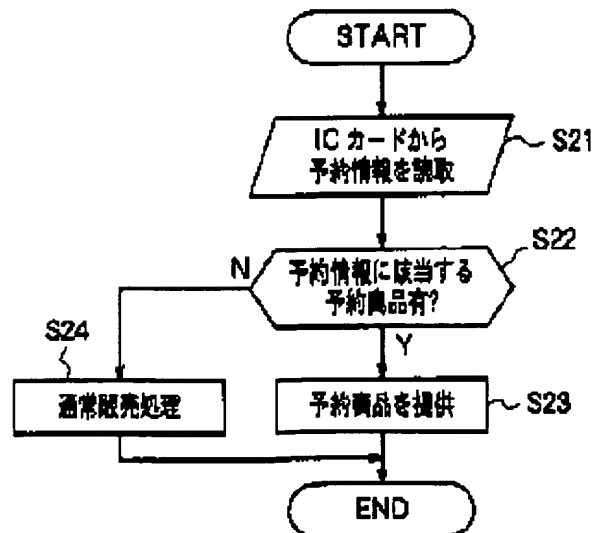 START
ICカードから
予約情報を読取
S21
S22
予約情報に該当する
予約商品有?
N
Y
S24
通常販売処理
予約商品を提供
S23
END